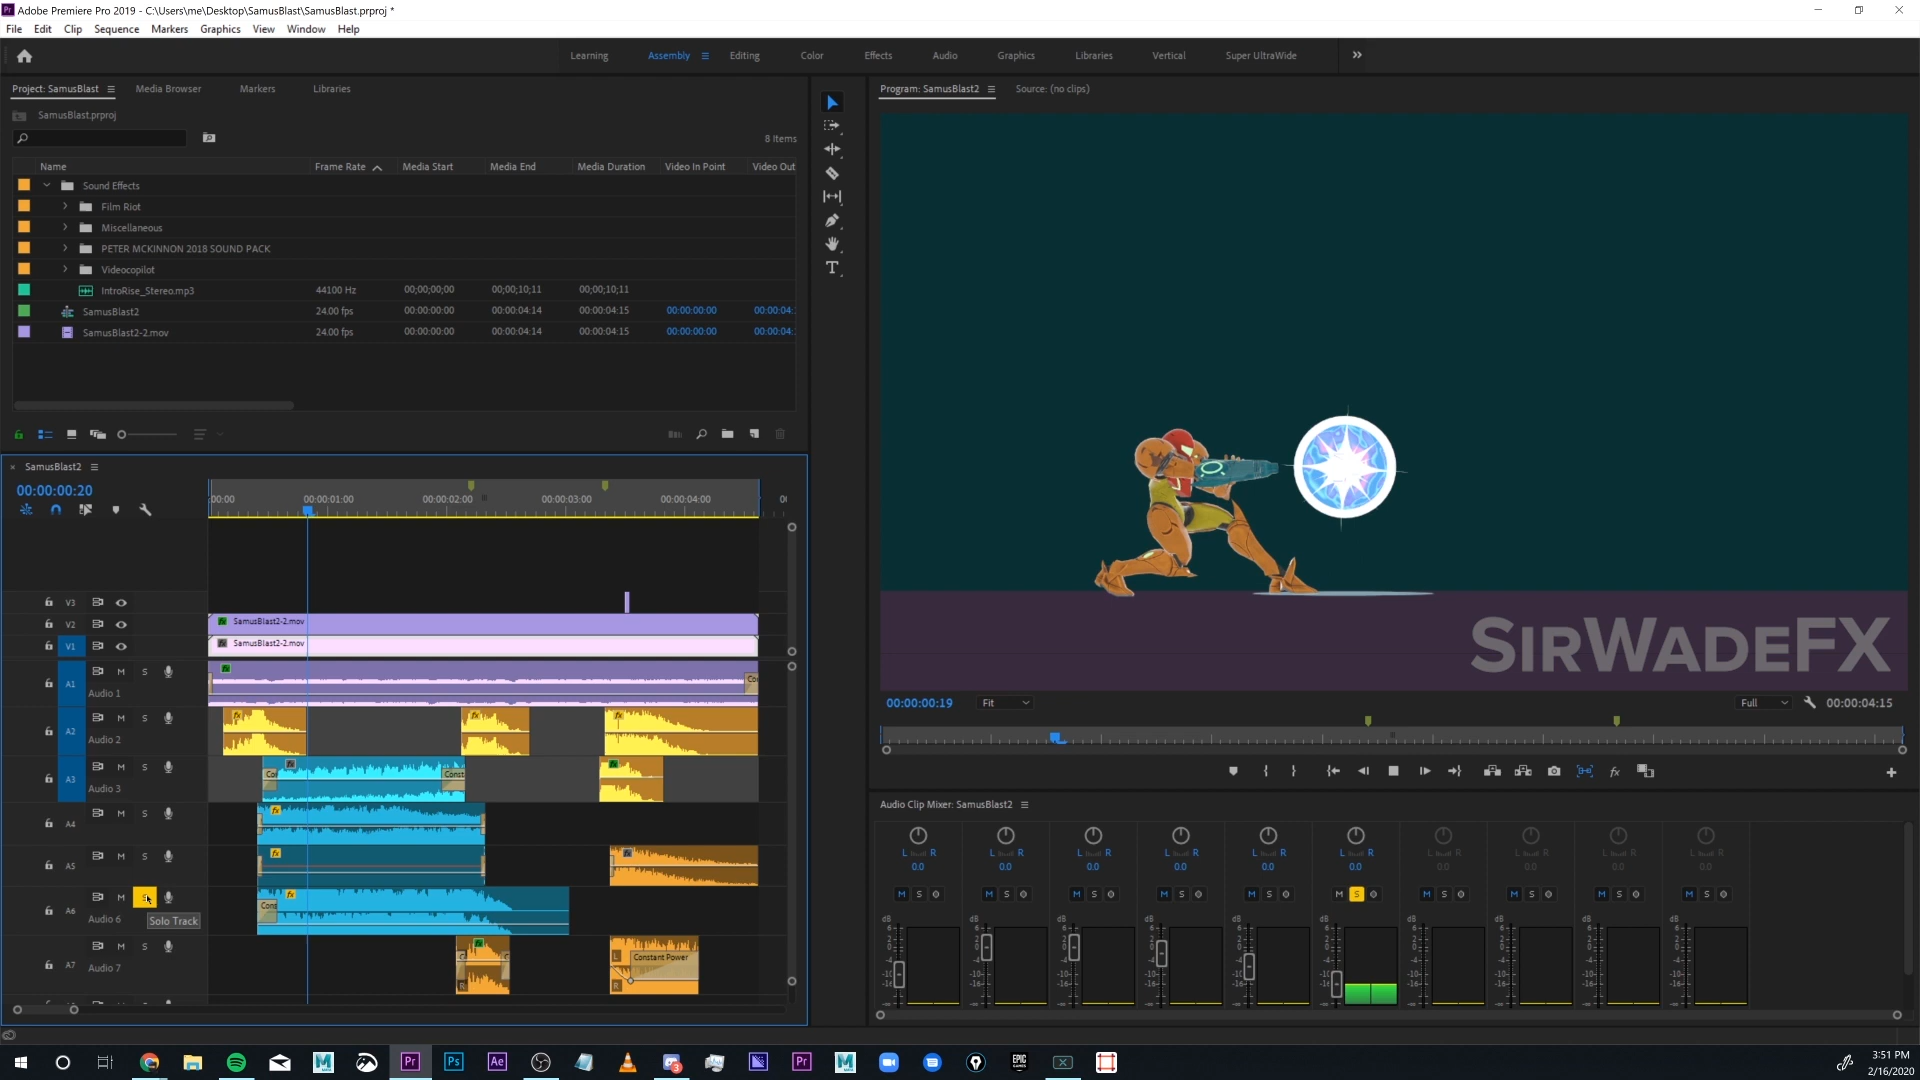 Adobe Premiere Pro 2019 - C:\Users\me\Desktop\SamusBlast\SamusBlast.prproj *
File Edit Clip Sequence Markers Graphics View Window Help
Learning Assembly Editing Color Effects Audio Graphics Libraries Vertical Super UltraWide
Project: SamusBlast Media Browser Markers Libraries
Program: SamusBlast2 Source: (no clips)
SamusBlast.prproj
8 Items
Name Frame Rate Media Start Media End Media Duration Video In Point Video Out
Sound Effects
Film Riot
Miscellaneous
PETER MCKINNON 2018 SOUND PACK
Videocopilot
IntroRise_Stereo.mp3 44100 Hz 00;00;00;00 00;00;10;11 00;00;10;11
SamusBlast2 24.00 fps 00:00:00:00 00:00:04:14 00:00:04:15 00:00:00:00 00:00:04:
SamusBlast2-2.mov 24.00 fps 00:00:00:00 00:00:04:14 00:00:04:15 00:00:00:00 00:00:04:
SIRWADEFX
00:00:00:19 Fit Full 00:00:04:15
SamusBlast2
00:00:00:20
:00:00 00:00:01:00 00:00:02:00 00:00:03:00 00:00:04:00
V3
V2 SamusBlast2-2.mov
V1 SamusBlast2-2.mov
A1 M S Audio 1
A2 M S Audio 2
A3 M S Audio 3 Const
A4 M S
A5 M S
A6 M S Audio 6 Cons
Solo Track
A7 M S Audio 7 Constant Power
Audio Clip Mixer: SamusBlast2
L R L R L R L R L R L R L R L R L R L R
0.0 0.0 0.0 0.0 0.0 0.0 0.0 0.0 0.0 0.0
M S M S M S M S M S M S M S M S M S M S
dB dB dB dB dB dB dB dB dB dB
3:51 PM
2/16/2020